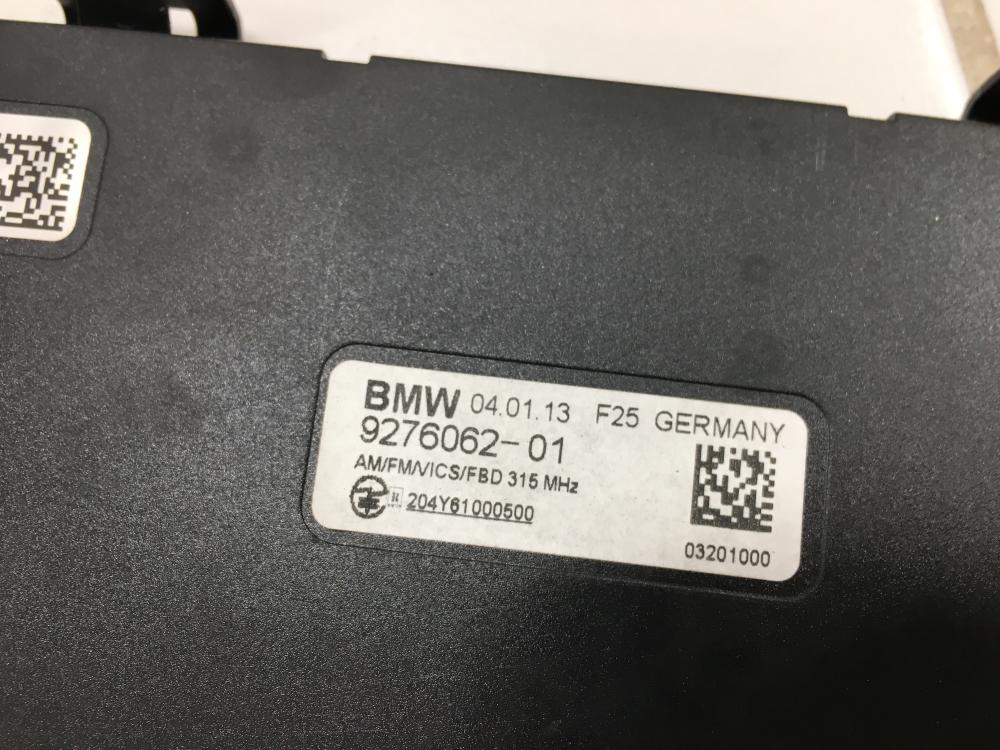 BMW 04.01.13 F25 GERMANY
9276062-01
AM/FM/VICS/FBD 315 MHz
R 204Y61000500
03201000